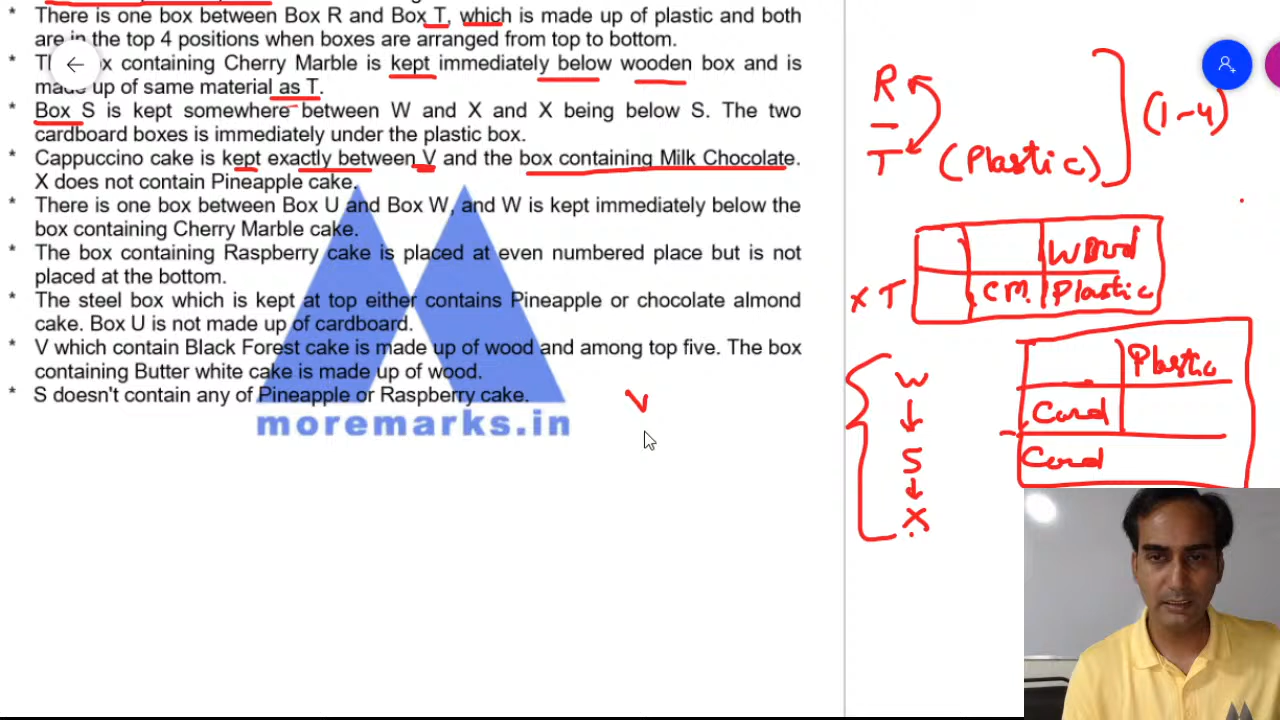 * There is one box between Box R and Box T, which is made up of plastic and both
are in the top 4 positions when boxes are arranged from top to bottom.
* containing Cherry Marble is kept immediately below wooden box and is
made up of same material as T.
* Box S is kept somewhere between W and X and X being below S. The two
cardboard boxes is immediately under the plastic box.
* Cappuccino cake is kept exactly between V and the box containing Milk Chocolate.
X does not contain Pineapple cake.
* There is one box between Box U and Box W, and W is kept immediately below the
box containing Cherry Marble cake.
* The box containing Raspberry cake is placed at even numbered place but is not
placed at the bottom.
* The steel box which is kept at top either contains Pineapple or chocolate almond
cake. Box U is not made up of cardboard.
* V which contain Black Forest cake is made up of wood and among top five. The box
containing Butter white cake is made up of wood.
* S doesn't contain any of Pineapple or Raspberry cake.
moremarks.in
V
R
T (Plastic)
(1-4)
Wood
x T C M. Plastic
W
S
X
Plastic
Card
Card